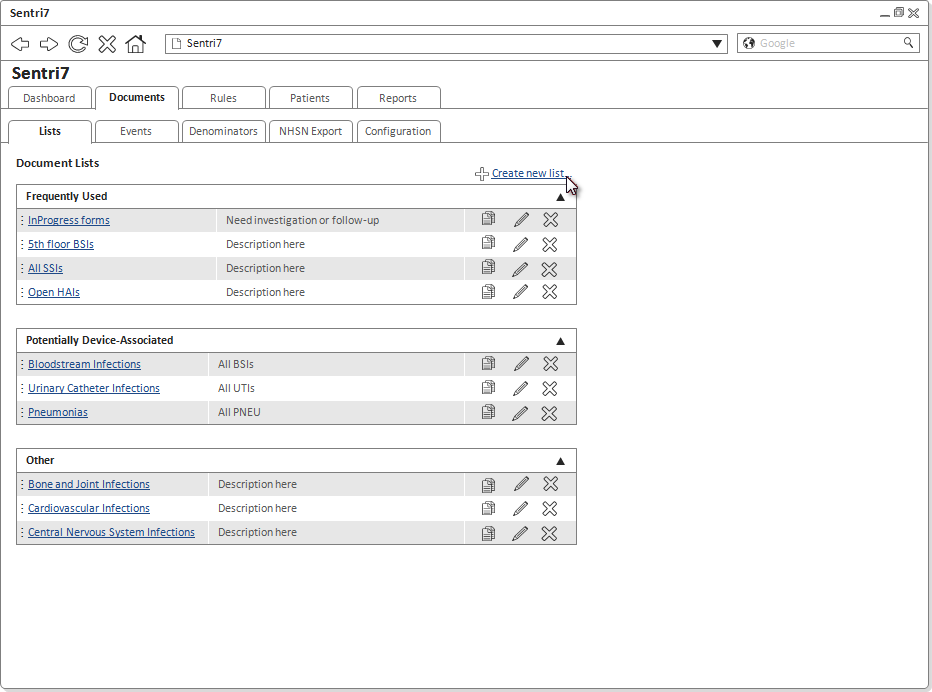 Sentri7
Sentri7
Google
Sentri7
Dashboard Documents Rules Patients Reports
Lists Events Denominators NHSN Export Configuration
Document Lists
Create new list...
Frequently Used
InProgress forms Need investigation or follow-up
5th floor BSIs Description here
All SSIs Description here
Open HAIs Description here
Potentially Device-Associated
Bloodstream Infections All BSIs
Urinary Catheter Infections All UTIs
Pneumonias All PNEU
Other
Bone and Joint Infections Description here
Cardiovascular Infections Description here
Central Nervous System Infections Description here